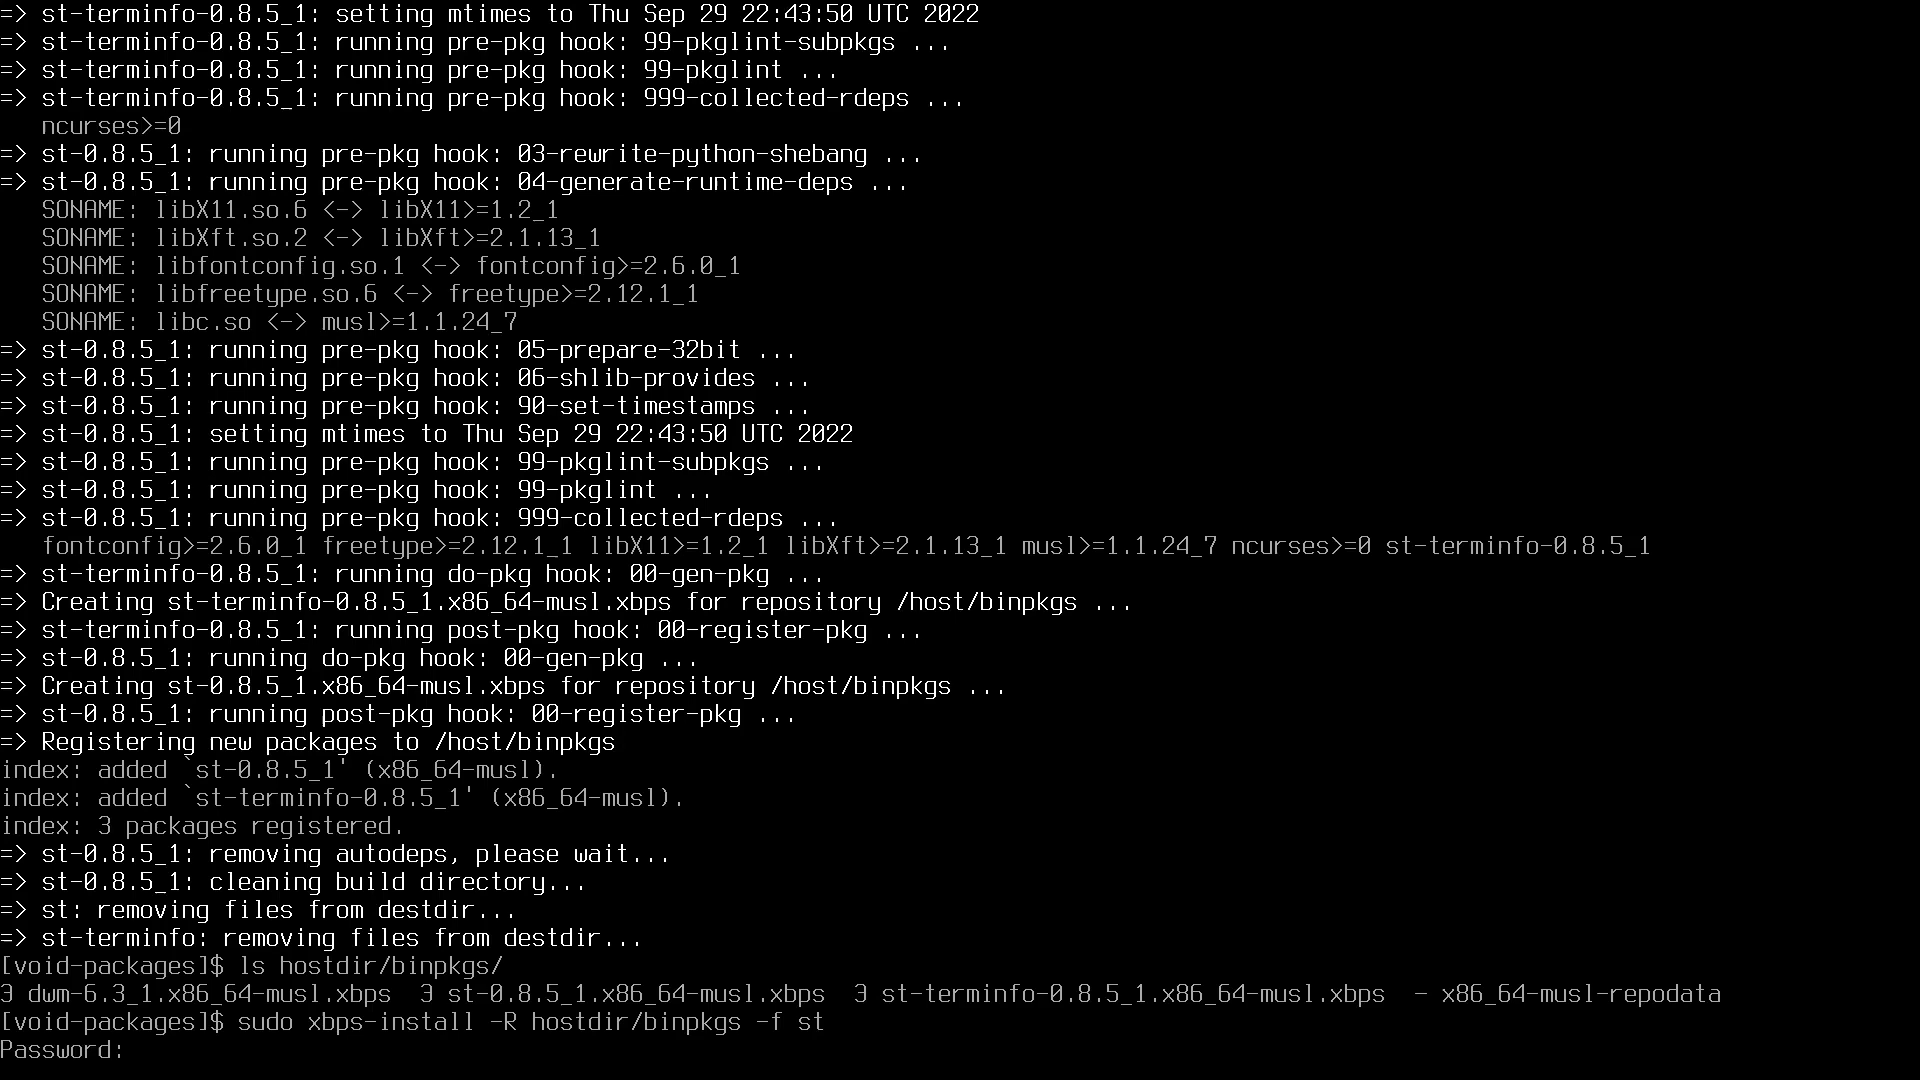 => st-terminfo-0.8.5_1: setting mtimes to Thu Sep 29 22:43:50 UTC 2022
=> st-terminfo-0.8.5_1: running pre-pkg hook: 99-pkglint-subpkgs ...
=> st-terminfo-0.8.5_1: running pre-pkg hook: 99-pkglint ...
=> st-terminfo-0.8.5_1: running pre-pkg hook: 999-collected-rdeps ...
   ncurses>=0
=> st-0.8.5_1: running pre-pkg hook: 03-rewrite-python-shebang ...
=> st-0.8.5_1: running pre-pkg hook: 04-generate-runtime-deps ...
   SONAME: libX11.so.6 <-> libX11>=1.2_1
   SONAME: libXft.so.2 <-> libXft>=2.1.13_1
   SONAME: libfontconfig.so.1 <-> fontconfig>=2.6.0_1
   SONAME: libfreetype.so.6 <-> freetype>=2.12.1_1
   SONAME: libc.so <-> musl>=1.1.24_7
=> st-0.8.5_1: running pre-pkg hook: 05-prepare-32bit ...
=> st-0.8.5_1: running pre-pkg hook: 06-shlib-provides ...
=> st-0.8.5_1: running pre-pkg hook: 90-set-timestamps ...
=> st-0.8.5_1: setting mtimes to Thu Sep 29 22:43:50 UTC 2022
=> st-0.8.5_1: running pre-pkg hook: 99-pkglint-subpkgs ...
=> st-0.8.5_1: running pre-pkg hook: 99-pkglint ...
=> st-0.8.5_1: running pre-pkg hook: 999-collected-rdeps ...
   fontconfig>=2.6.0_1 freetype>=2.12.1_1 libX11>=1.2_1 libXft>=2.1.13_1 musl>=1.1.24_7 ncurses>=0 st-terminfo-0.8.5_1
=> st-terminfo-0.8.5_1: running do-pkg hook: 00-gen-pkg ...
=> Creating st-terminfo-0.8.5_1.x86_64-musl.xbps for repository /host/binpkgs ...
=> st-terminfo-0.8.5_1: running post-pkg hook: 00-register-pkg ...
=> st-0.8.5_1: running do-pkg hook: 00-gen-pkg ...
=> Creating st-0.8.5_1.x86_64-musl.xbps for repository /host/binpkgs ...
=> st-0.8.5_1: running post-pkg hook: 00-register-pkg ...
=> Registering new packages to /host/binpkgs
index: added `st-0.8.5_1' (x86_64-musl).
index: added `st-terminfo-0.8.5_1' (x86_64-musl).
index: 3 packages registered.
=> st-0.8.5_1: removing autodeps, please wait...
=> st-0.8.5_1: cleaning build directory...
=> st: removing files from destdir...
=> st-terminfo: removing files from destdir...
[void-packages]$ ls hostdir/binpkgs/
3 dwm-6.3_1.x86_64-musl.xbps  3 st-0.8.5_1.x86_64-musl.xbps  3 st-terminfo-0.8.5_1.x86_64-musl.xbps  - x86_64-musl-repodata
[void-packages]$ sudo xbps-install -R hostdir/binpkgs -f st
Password: